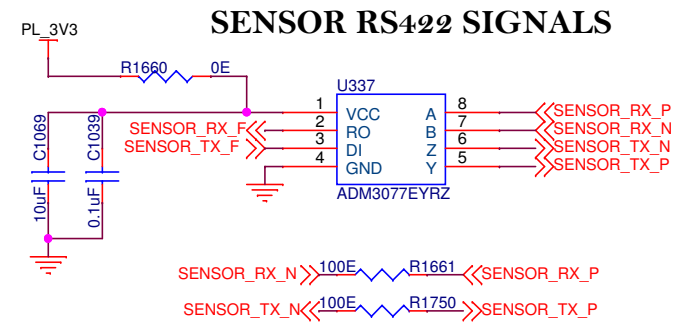 SENSOR RS422 SIGNALS
PL_3V3
R1660 0E
U337
1 VCC A 8 SENSOR_RX_P
SENSOR_RX_F 2 RO B 7 SENSOR_RX_N
SENSOR_TX_F 3 DI Z 6 SENSOR_TX_N
4 GND Y 5 SENSOR_TX_P
ADM3077EYRZ
C1069
10uF
C1039
0.1uF
SENSOR_RX_N 100E R1661 SENSOR_RX_P
SENSOR_TX_N 100E R1750 SENSOR_TX_P